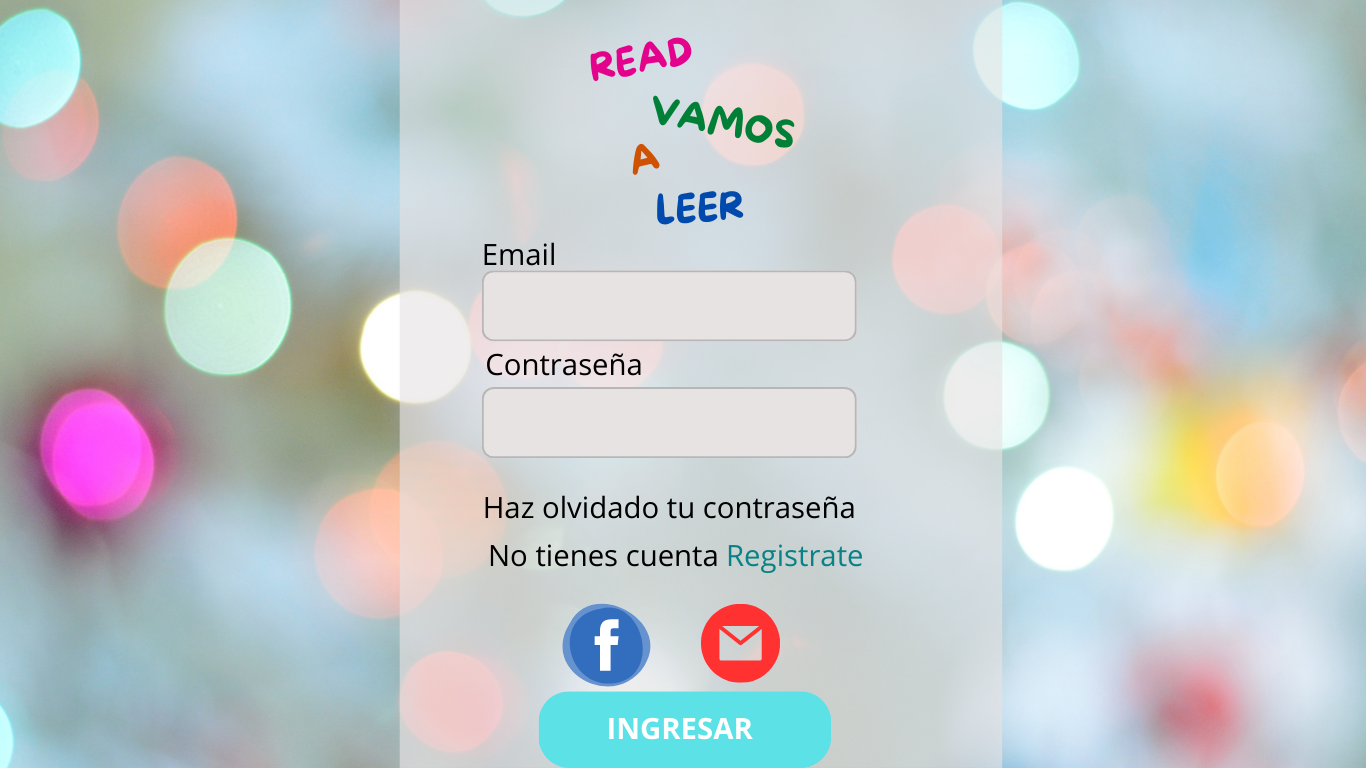 READ
VAMOS
A
LEER
Email
Contraseña
Haz olvidado tu contraseña
No tienes cuenta Registrate
f
INGRESAR